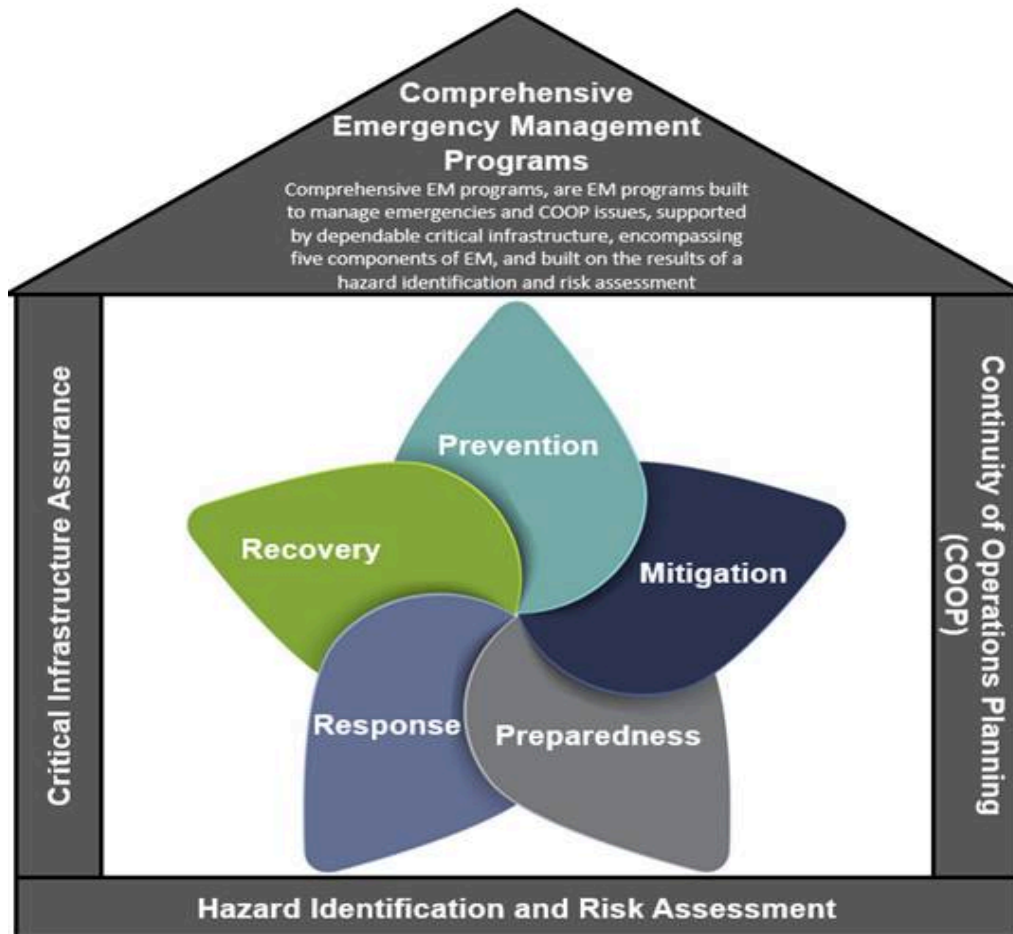 Comprehensive
Emergency Management
Programs
Comprehensive EM programs, are EM programs built
to manage emergencies and COOP issues, supported
by dependable critical infrastructure, encompassing
five components of EM, and built on the results of a
hazard identification and risk assessment
Critical Infrastructure Assurance
Prevention
Mitigation
Preparedness
Response
Recovery
Continuity of Operations Planning
(COOP)
Hazard Identification and Risk Assessment